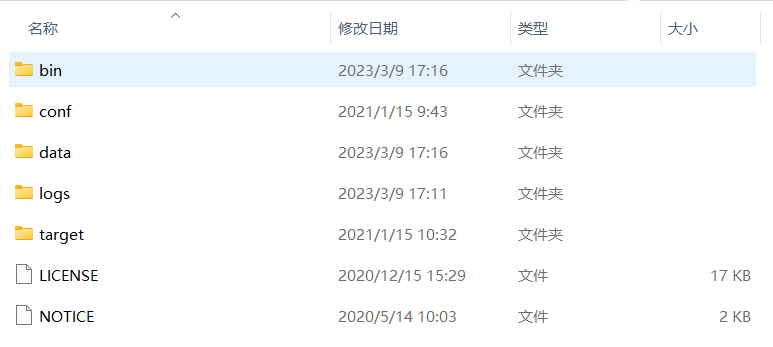 名称 修改日期 类型 大小
bin 2023/3/9 17:16 文件夹
conf 2021/1/15 9:43 文件夹
data 2023/3/9 17:16 文件夹
logs 2023/3/9 17:11 文件夹
target 2021/1/15 10:32 文件夹
LICENSE 2020/12/15 15:29 文件 17 KB
NOTICE 2020/5/14 10:03 文件 2 KB